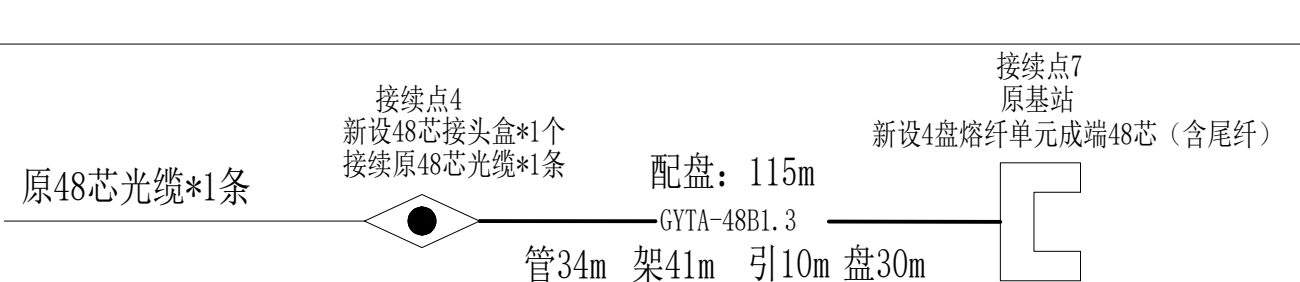 接续点4
新设48芯接头盒*1个
接续原48芯光缆*1条
原48芯光缆*1条
接续点7
原基站
新设4盘熔纤单元成端48芯（含尾纤）
配盘：115m
GYTA-48B1.3
管34m 架41m 引10m 盘30m